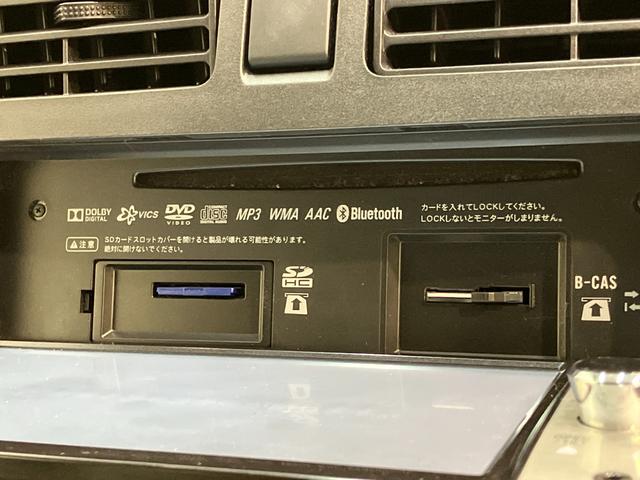 DOLBY DIGITAL VICS DVD VIDEO COMPACT disc DIGITAL AUDIO MP3 WMA AAC Bluetooth
カードを入れてLOCKしてください。
LOCKしないとモニターがしまりません。
注意 SDカードスロットカバーを開けると製品が壊れる可能性があります。
絶対に開けないでください。
SD HC
B-CAS